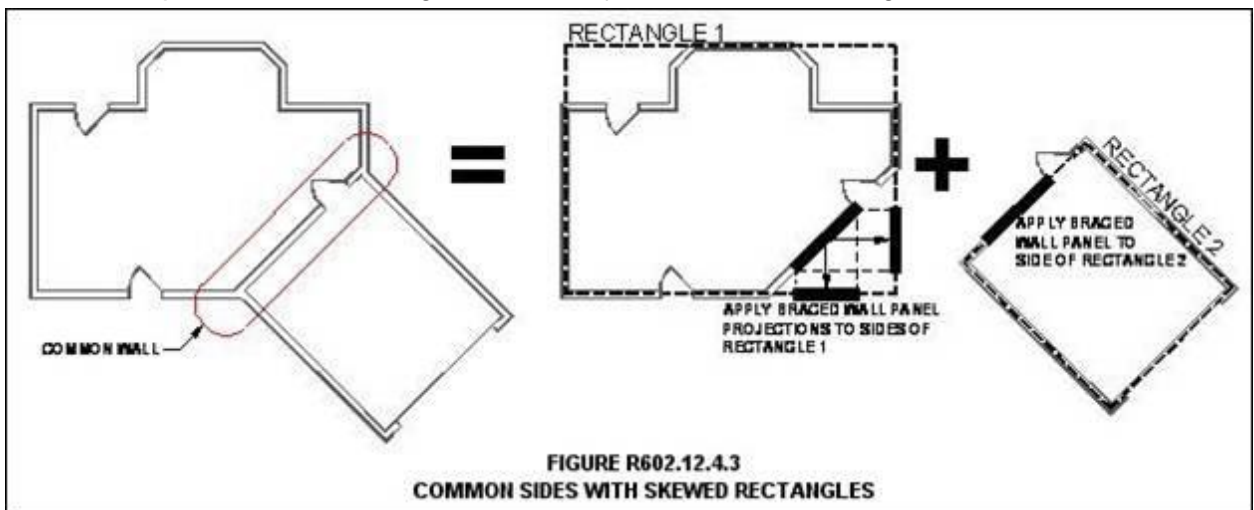 RECTANGLE 1
COMMON WALL
APPLY BRACED WALL PANEL
PROJECTIONS TO SIDES OF
RECTANGLE 1
RECTANGLE 2
APPLY BRACED
WALL PANEL TO
SIDE OF RECTANGLE 2
FIGURE R602.12.4.3
COMMON SIDES WITH SKEWED RECTANGLES